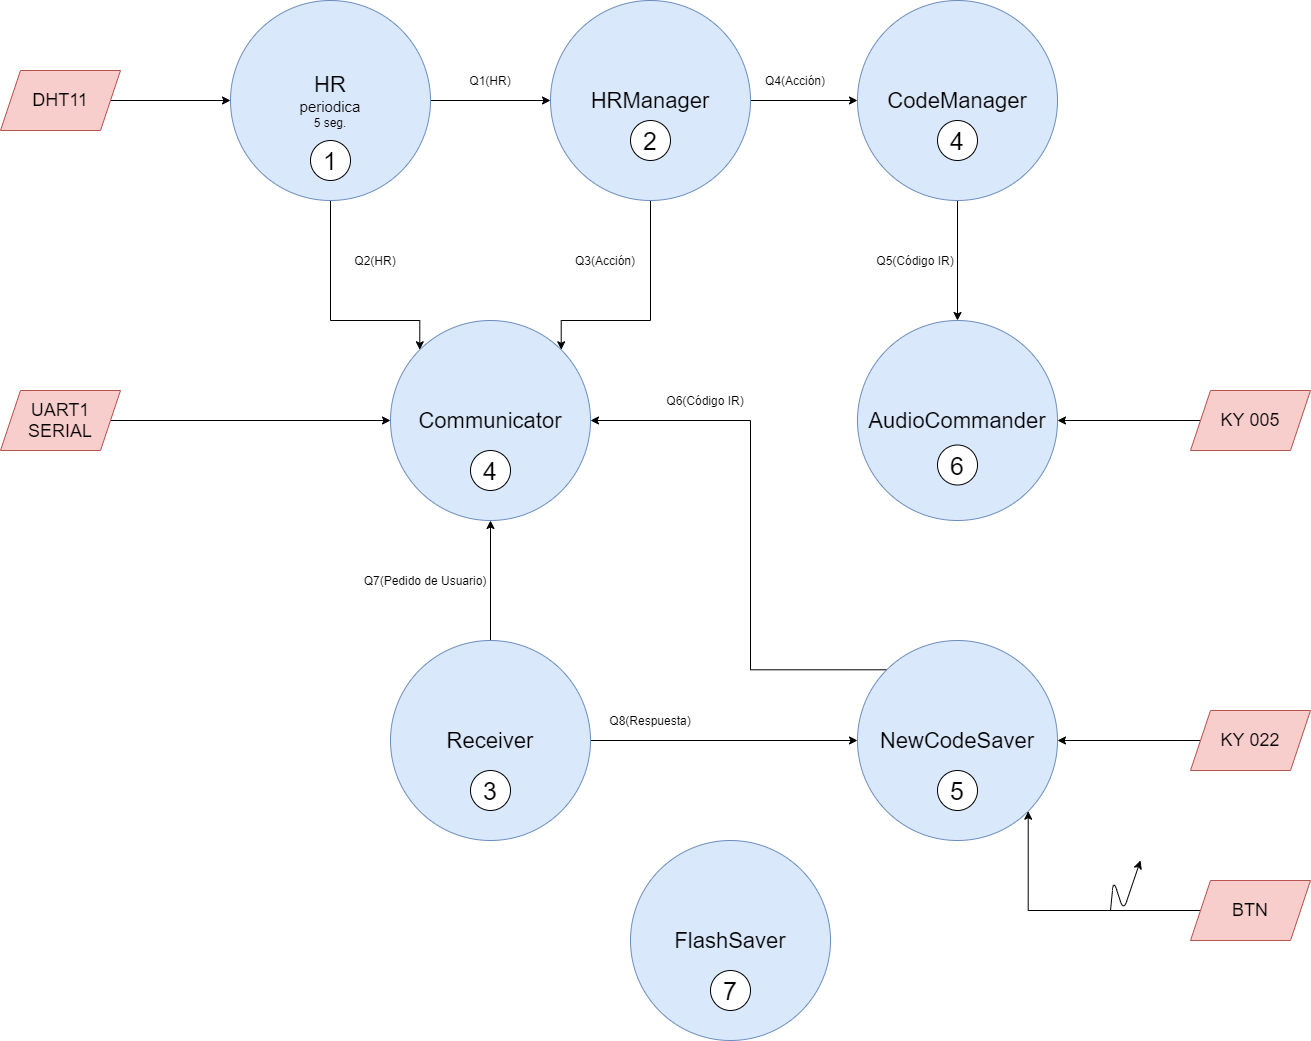 DHT11
HR
periodica
5 seg.
1
Q1(HR)
HRManager
2
Q4(Acción)
CodeManager
4
Q2(HR)
Q3(Acción)
Q5(Código IR)
UART1
SERIAL
Communicator
4
Q6(Código IR)
AudioCommander
6
KY 005
Q7(Pedido de Usuario)
Receiver
3
Q8(Respuesta)
NewCodeSaver
5
KY 022
BTN
FlashSaver
7